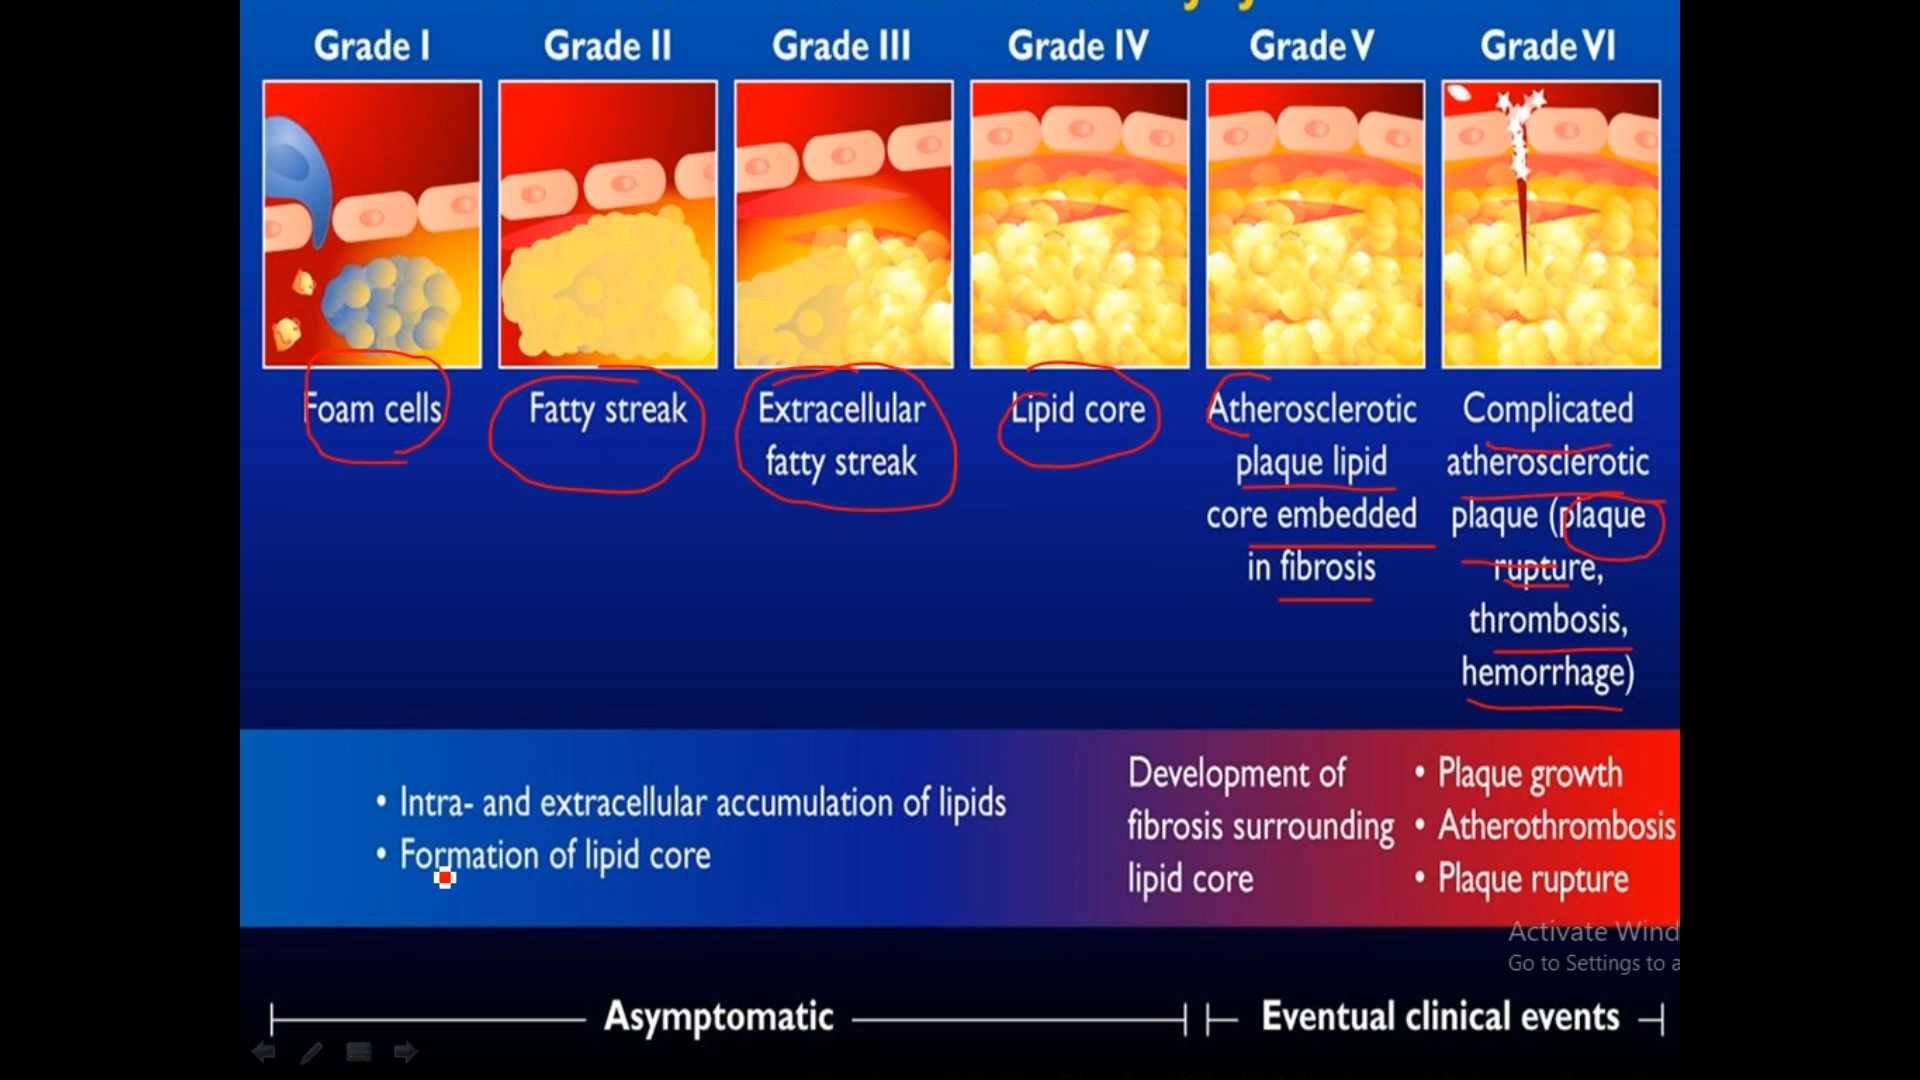 Grade I
Grade II
Grade III
Grade IV
Grade V
Grade VI
Foam cells
Fatty streak
Extracellular
fatty streak
Lipid core
Atherosclerotic
plaque lipid
core embedded
in fibrosis
Complicated
atherosclerotic
plaque (plaque
rupture,
thrombosis,
hemorrhage)
• Intra- and extracellular accumulation of lipids
• Formation of lipid core
Development of
fibrosis surrounding
lipid core
• Plaque growth
• Atherothrombosis
• Plaque rupture
Activate Wind
Go to Settings to a
Asymptomatic
Eventual clinical events